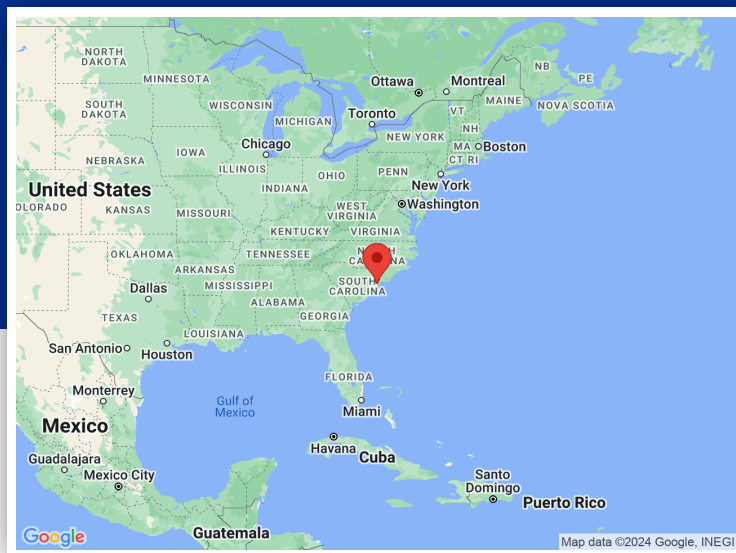 NORTH
DAKOTA
MINNESOTA
Ottawa
Montreal
NB
PE
SOUTH
DAKOTA
WISCONSIN
MICHIGAN
Toronto
VT
MAINE
NOVA SCOTIA
NH
NEW YORK
Chicago
MA
Boston
NEBRASKA
IOWA
ILLINOIS
CT RI
OHIO
PENN
New York
United States
INDIANA
OLORADO
KANSAS
MISSOURI
WEST
VIRGINIA
Washington
KENTUCKY
VIRGINIA
OKLAHOMA
TENNESSEE
ARKANSAS
Dallas
MISSISSIPPI
SOUTH
CAROLINA
ALABAMA
TEXAS
GEORGIA
LOUISIANA
San Antonio
Houston
FLORIDA
Monterrey
Gulf of
Mexico
Miami
Mexico
Havana
Cuba
Guadalajara
Mexico City
Santo
Domingo
Puerto Rico
Guatemala
Google
Map data ©2024 Google, INEGI